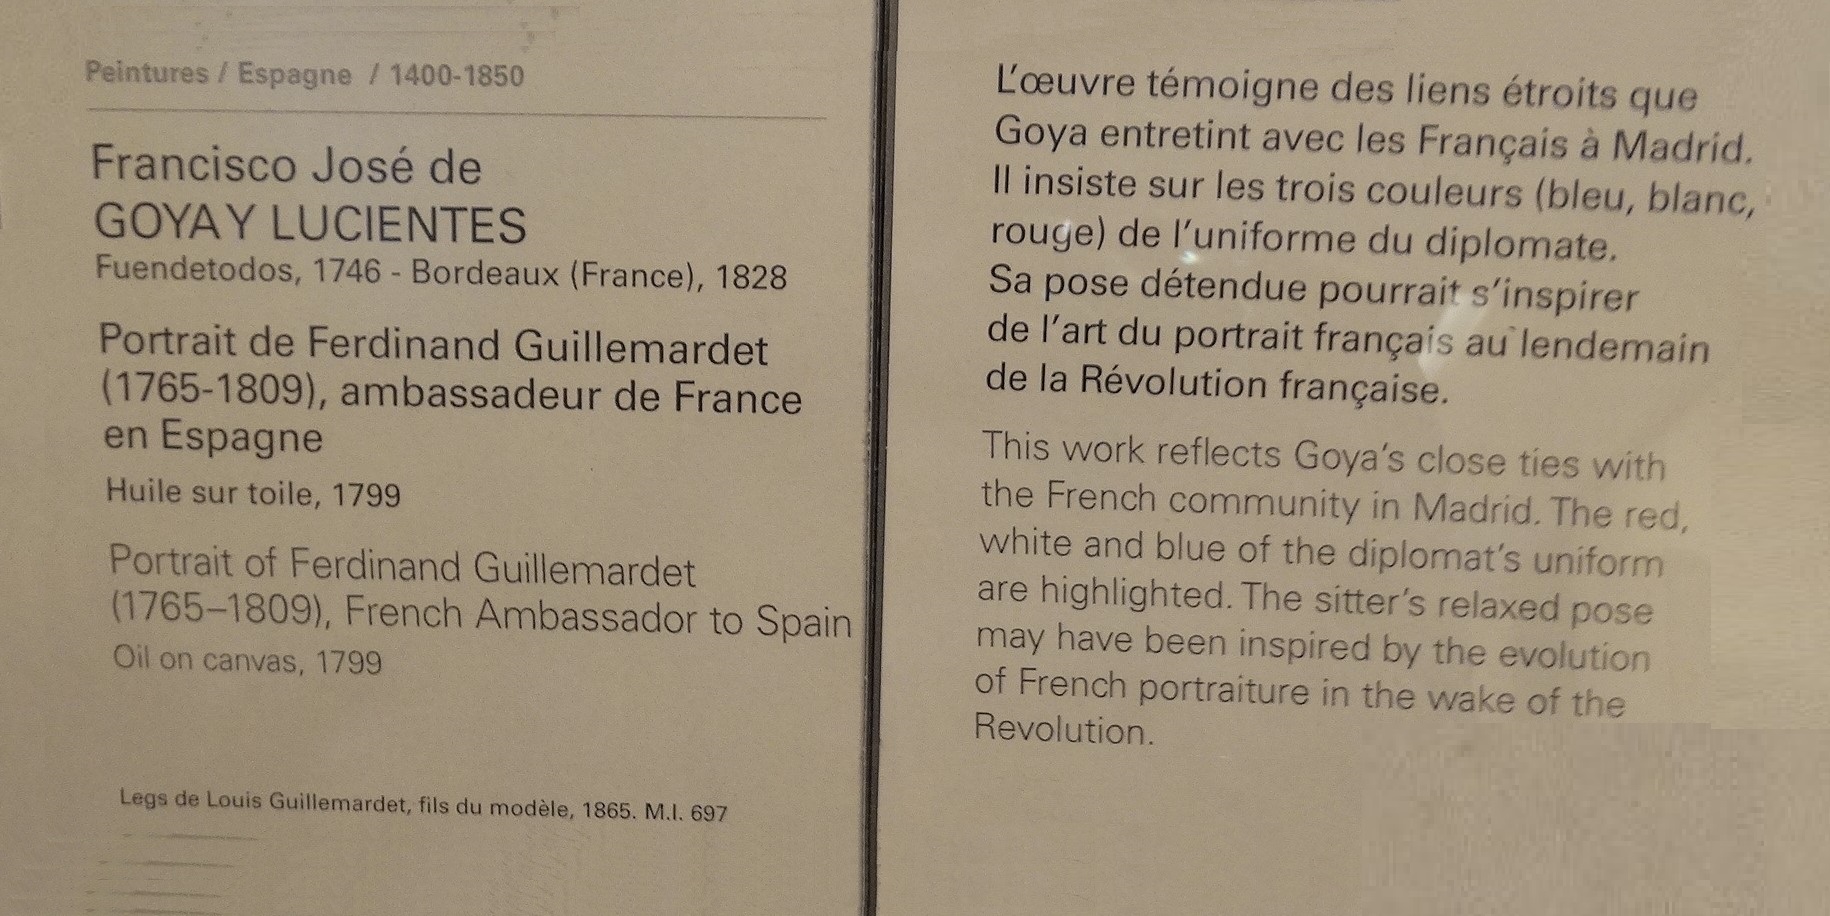 Peintures / Espagne / 1400-1850
Francisco José de
GOYA Y LUCIENTES
Fuendetodos, 1746 - Bordeaux (France), 1828
Portrait de Ferdinand Guillemardet
(1765-1809), ambassadeur de France
en Espagne
Huile sur toile, 1799
Portrait of Ferdinand Guillemardet
(1765–1809), French Ambassador to Spain
Oil on canvas, 1799
Legs de Louis Guillemardet, fils du modèle, 1865. M.I. 697
L'œuvre témoigne des liens étroits que
Goya entretint avec les Français à Madrid.
Il insiste sur les trois couleurs (bleu, blanc,
rouge) de l'uniforme du diplomate.
Sa pose détendue pourrait s'inspirer
de l'art du portrait français au lendemain
de la Révolution française.
This work reflects Goya's close ties with
the French community in Madrid. The red,
white and blue of the diplomat's uniform
are highlighted. The sitter's relaxed pose
may have been inspired by the evolution
of French portraiture in the wake of the
Revolution.